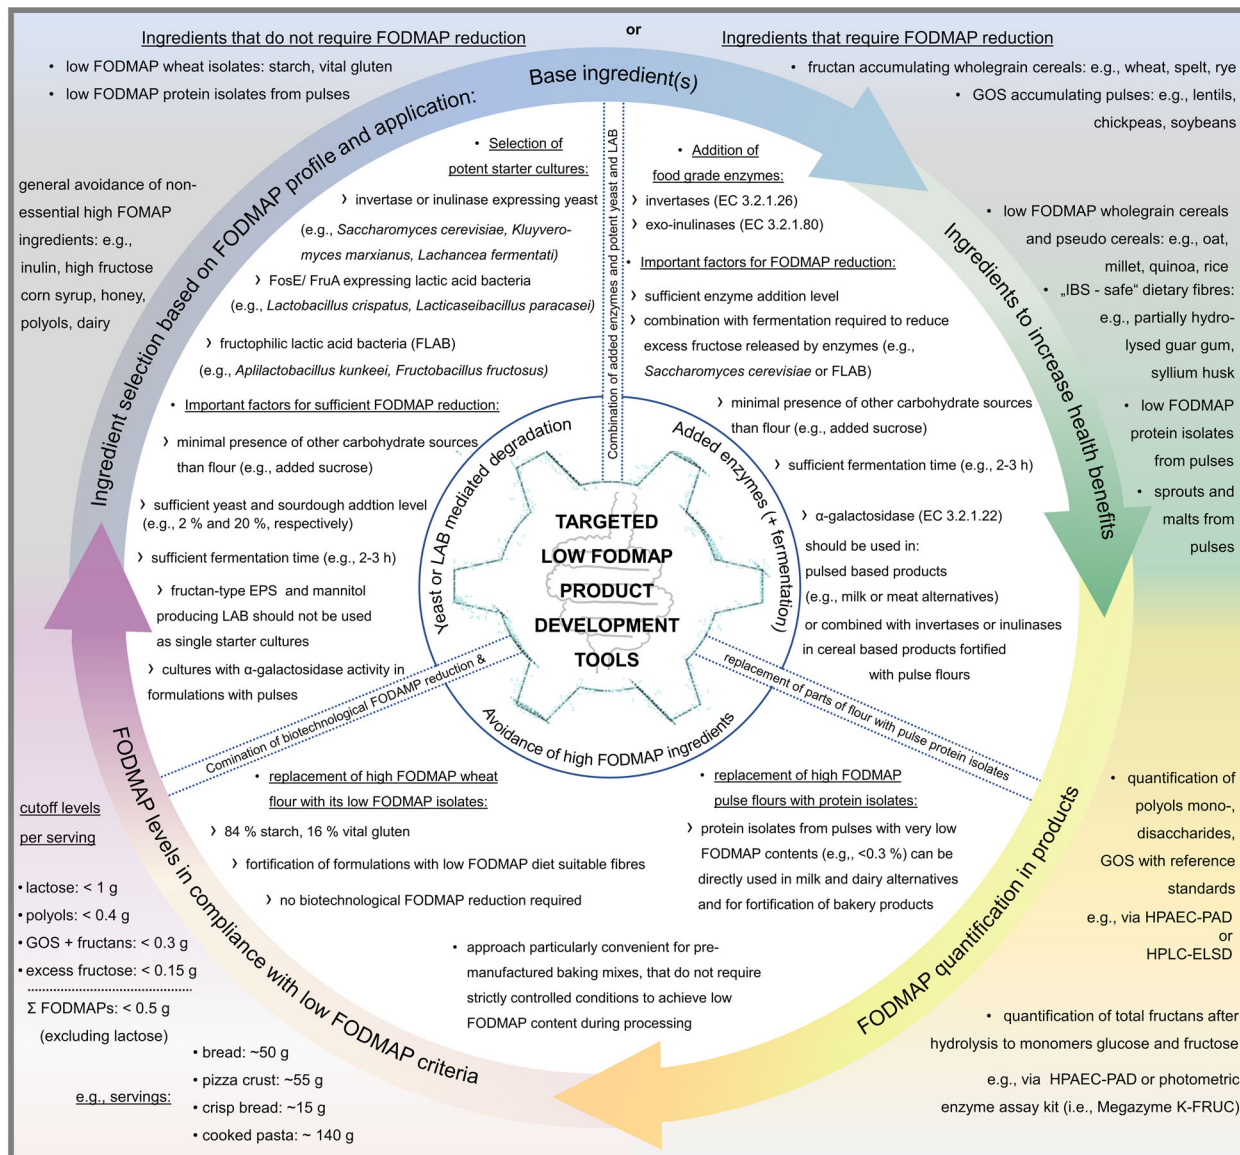 Ingredients that do not require FODMAP reduction
or
Ingredients that require FODMAP reduction
• low FODMAP wheat isolates: starch, vital gluten
• low FODMAP protein isolates from pulses
• fructan accumulating wholegrain cereals: e.g., wheat, spelt, rye
• GOS accumulating pulses: e.g., lentils,
chickpeas, soybeans
Ingredient selection based on FODMAP profile and application:
Base ingredient(s)
general avoidance of non-
essential high FOMAP
ingredients: e.g.,
inulin, high fructose
corn syrup, honey,
polyols, dairy
Ingredients to increase health benefits
• low FODMAP wholegrain cereals
and pseudo cereals: e.g., oat,
millet, quinoa, rice
• „IBS - safe“ dietary fibres:
e.g., partially hydro-
lysed guar gum,
syllium husk
• low FODMAP
protein isolates
from pulses
• sprouts and
malts from
pulses
• Selection of
potent starter cultures:
› invertase or inulinase expressing yeast
(e.g., Saccharomyces cerevisiae, Kluyvero-
myces marxianus, Lachancea fermentati)
› FosE/ FruA expressing lactic acid bacteria
(e.g., Lactobacillus crispatus, Lacticaseibacillus paracasei)
› fructophilic lactic acid bacteria (FLAB)
(e.g., Aplilactobacillus kunkeei, Fructobacillus fructosus)
• Important factors for sufficient FODMAP reduction:
› minimal presence of other carbohydrate sources
than flour (e.g., added sucrose)
› sufficient yeast and sourdough addtion level
(e.g., 2 % and 20 %, respectively)
› sufficient fermentation time (e.g., 2-3 h)
› fructan-type EPS and mannitol
producing LAB should not be used
as single starter cultures
› cultures with α-galactosidase activity in
formulations with pulses
Combination of added enzymes and potent yeast and LAB
• Addition of
food grade enzymes:
› invertases (EC 3.2.1.26)
› exo-inulinases (EC 3.2.1.80)
• Important factors for FODMAP reduction:
› sufficient enzyme addition level
› combination with fermentation required to reduce
excess fructose released by enzymes (e.g.,
Saccharomyces cerevisiae or FLAB)
› minimal presence of other carbohydrate sources
than flour (e.g., added sucrose)
› sufficient fermentation time (e.g., 2-3 h)
› α-galactosidase (EC 3.2.1.22)
should be used in:
pulsed based products
(e.g., milk or meat alternatives)
or combined with invertases or inulinases
in cereal based products fortified
with pulse flours
Yeast or LAB mediated degradation
Added enzymes (+ fermentation)
Avoidance of high FODMAP ingredients
TARGETED
LOW FODMAP
PRODUCT
DEVELOPMENT
TOOLS
Comination of biotechnological FODAMP reduction &
replacement of parts of flour with pulse protein isolates
• replacement of high FODMAP wheat
flour with its low FODMAP isolates:
› 84 % starch, 16 % vital gluten
› fortification of formulations with low FODMAP diet suitable fibres
› no biotechnological FODMAP reduction required
• replacement of high FODMAP
pulse flours with protein isolates:
› protein isolates from pulses with very low
FODMAP contents (e.g,, <0.3 %) can be
directly used in milk and dairy alternatives
and for fortification of bakery products
• approach particularly convenient for pre-
manufactured baking mixes, that do not require
strictly controlled conditions to achieve low
FODMAP content during processing
FODMAP quantification in products
• quantification of
polyols mono-,
disaccharides,
GOS with reference
standards
e.g., via HPAEC-PAD
or
HPLC-ELSD
• quantification of total fructans after
hydrolysis to monomers glucose and fructose
e.g., via HPAEC-PAD or photometric
enzyme assay kit (i.e., Megazyme K-FRUC)
FODMAP levels in compliance with low FODMAP criteria
cutoff levels
per serving
• lactose: < 1 g
• polyols: < 0.4 g
• GOS + fructans: < 0.3 g
• excess fructose: < 0.15 g
Σ FODMAPs: < 0.5 g
(excluding lactose)
e.g., servings:
• bread: ~50 g
• pizza crust: ~55 g
• crisp bread: ~15 g
• cooked pasta: ~ 140 g